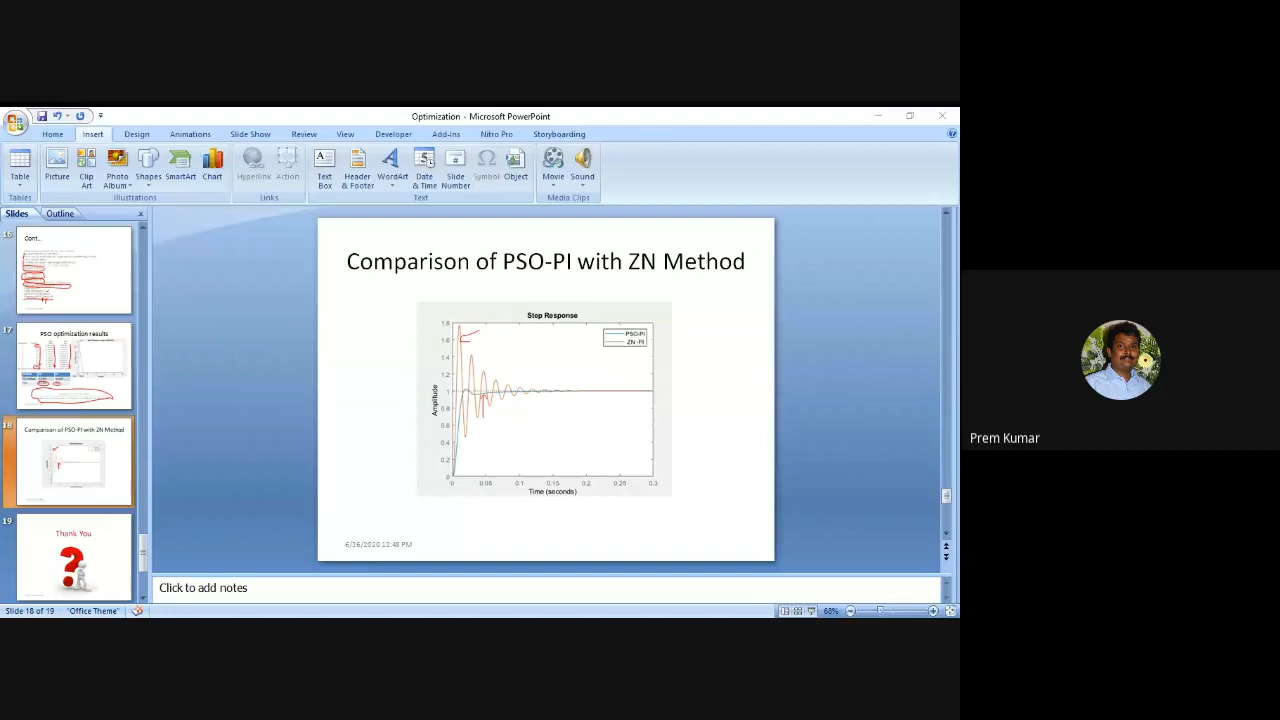 Optimization - Microsoft PowerPoint
Home Insert Design Animations Slide Show Review View Developer Add-Ins Nitro Pro Storyboarding
Table Picture Clip Art Photo Album Shapes SmartArt Chart Hyperlink Action Text Box Header & Footer WordArt Date & Time Slide Number Symbol Object Movie Sound
Tables Illustrations Links Text Media Clips
Slides Outline
16
Cont...
17
PSO optimization results
18
Comparison of PSO-PI with ZN Method
19
Thank You
Comparison of PSO-PI with ZN Method
Step Response
PSO-PI
ZN -PI
1.8
1.6
1.4
1.2
1
0.8
0.6
0.4
0.2
0
Amplitude
0 0.05 0.1 0.15 0.2 0.25 0.3
Time (seconds)
6/26/2020 12:48 PM
Click to add notes
Slide 18 of 19 "Office Theme" 68%
Prem Kumar